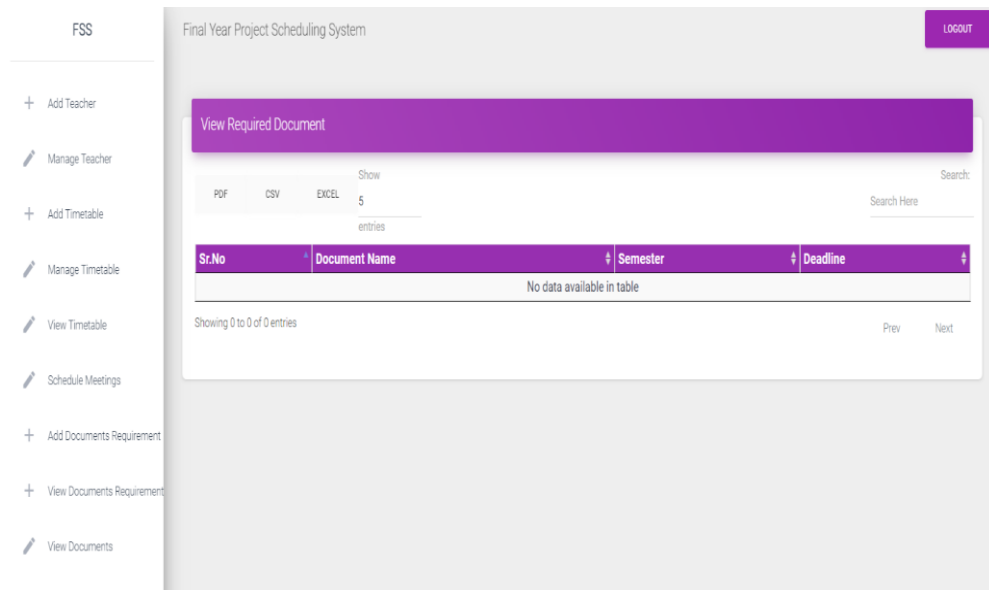 FSS
Final Year Project Scheduling System
LOGOUT
Add Teacher
Manage Teacher
Add Timetable
Manage Timetable
View Timetable
Schedule Meetings
Add Documents Requirement
View Documents Requirement
View Documents
View Required Document
PDF CSV EXCEL
Show
5
entries
Search:
Search Here
Sr.No Document Name Semester Deadline
No data available in table
Showing 0 to 0 of 0 entries
Prev Next